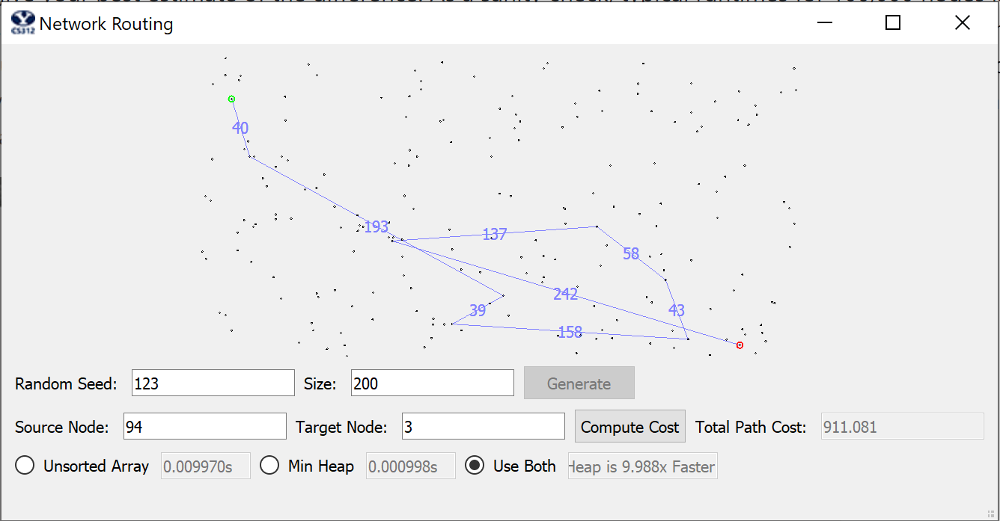 CS312 Network Routing
40
193
137
58
242
39
43
158
Random Seed: 123 Size: 200 Generate
Source Node: 94 Target Node: 3 Compute Cost Total Path Cost: 911.081
Unsorted Array 0.009970s Min Heap 0.000998s Use Both Heap is 9.988x Faster